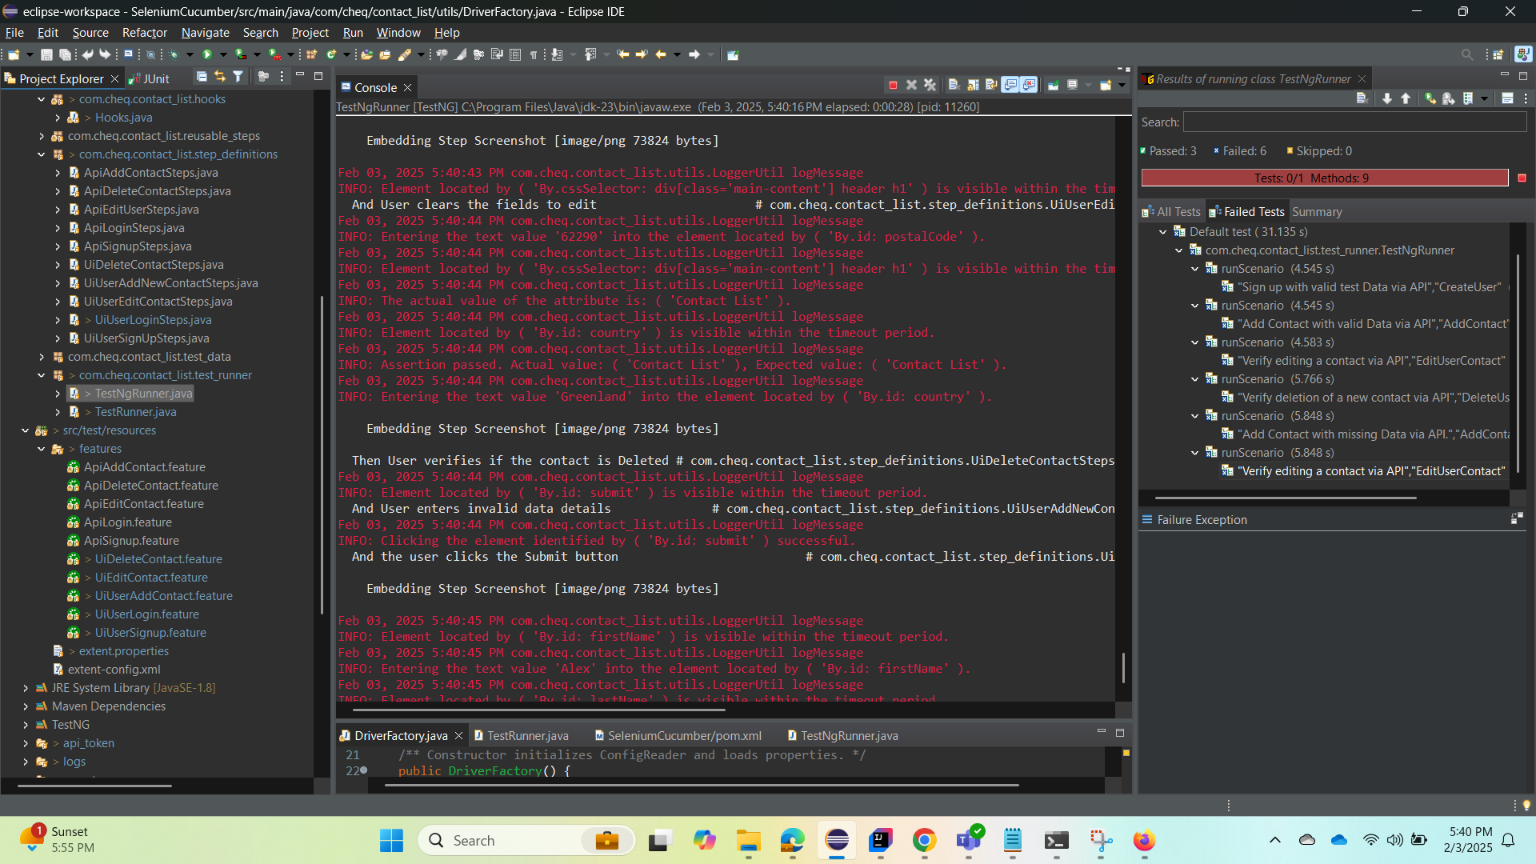 eclipse-workspace - SeleniumCucumber/src/main/java/com/cheq/contact_list/utils/DriverFactory.java - Eclipse IDE
File Edit Source Refactor Navigate Search Project Run Window Help
Project Explorer
JUnit
com.cheq.contact_list.hooks
> Hooks.java
com.cheq.contact_list.reusable_steps
> com.cheq.contact_list.step_definitions
ApiAddContactSteps.java
ApiDeleteContactSteps.java
ApiEditUserSteps.java
ApiLoginSteps.java
ApiSignupSteps.java
UiDeleteContactSteps.java
UiUserAddNewContactSteps.java
UiUserEditContactSteps.java
> UiUserLoginSteps.java
UiUserSignUpSteps.java
com.cheq.contact_list.test_data
> com.cheq.contact_list.test_runner
> TestNgRunner.java
> TestRunner.java
> src/test/resources
> features
ApiAddContact.feature
ApiDeleteContact.feature
ApiEditContact.feature
ApiLogin.feature
ApiSignup.feature
> UiDeleteContact.feature
> UiEditContact.feature
> UiUserAddContact.feature
> UiUserLogin.feature
> UiUserSignup.feature
> extent.properties
extent-config.xml
JRE System Library [JavaSE-1.8]
Maven Dependencies
TestNG
> api_token
> logs
Console
TestNgRunner [TestNG] C:\Program Files\Java\jdk-23\bin\javaw.exe (Feb 3, 2025, 5:40:16 PM elapsed: 0:00:28) [pid: 11260]
Embedding Step Screenshot [image/png 73824 bytes]
Feb 03, 2025 5:40:43 PM com.cheq.contact_list.utils.LoggerUtil logMessage
INFO: Element located by ( 'By.cssSelector: div[class='main-content'] header h1' ) is visible within the tim
And User clears the fields to edit # com.cheq.contact_list.step_definitions.UiUserEdi
Feb 03, 2025 5:40:44 PM com.cheq.contact_list.utils.LoggerUtil logMessage
INFO: Entering the text value '62290' into the element located by ( 'By.id: postalCode' ).
Feb 03, 2025 5:40:44 PM com.cheq.contact_list.utils.LoggerUtil logMessage
INFO: Element located by ( 'By.cssSelector: div[class='main-content'] header h1' ) is visible within the tim
Feb 03, 2025 5:40:44 PM com.cheq.contact_list.utils.LoggerUtil logMessage
INFO: The actual value of the attribute is: ( 'Contact List' ).
Feb 03, 2025 5:40:44 PM com.cheq.contact_list.utils.LoggerUtil logMessage
INFO: Element located by ( 'By.id: country' ) is visible within the timeout period.
Feb 03, 2025 5:40:44 PM com.cheq.contact_list.utils.LoggerUtil logMessage
INFO: Assertion passed. Actual value: ( 'Contact List' ), Expected value: ( 'Contact List' ).
Feb 03, 2025 5:40:44 PM com.cheq.contact_list.utils.LoggerUtil logMessage
INFO: Entering the text value 'Greenland' into the element located by ( 'By.id: country' ).
Embedding Step Screenshot [image/png 73824 bytes]
Then User verifies if the contact is Deleted # com.cheq.contact_list.step_definitions.UiDeleteContactSteps
Feb 03, 2025 5:40:44 PM com.cheq.contact_list.utils.LoggerUtil logMessage
INFO: Element located by ( 'By.id: submit' ) is visible within the timeout period.
And User enters invalid data details # com.cheq.contact_list.step_definitions.UiUserAddNewCon
Feb 03, 2025 5:40:44 PM com.cheq.contact_list.utils.LoggerUtil logMessage
INFO: Clicking the element identified by ( 'By.id: submit' ) successful.
And the user clicks the Submit button # com.cheq.contact_list.step_definitions.Ui
Embedding Step Screenshot [image/png 73824 bytes]
Feb 03, 2025 5:40:45 PM com.cheq.contact_list.utils.LoggerUtil logMessage
INFO: Element located by ( 'By.id: firstName' ) is visible within the timeout period.
Feb 03, 2025 5:40:45 PM com.cheq.contact_list.utils.LoggerUtil logMessage
INFO: Entering the text value 'Alex' into the element located by ( 'By.id: firstName' ).
Feb 03, 2025 5:40:45 PM com.cheq.contact_list.utils.LoggerUtil logMessage
INFO: Element located by ( 'By.id: lastName' ) is visible within the timeout period.
DriverFactory.java
TestRunner.java
SeleniumCucumber/pom.xml
TestNgRunner.java
21 /** Constructor initializes ConfigReader and loads properties. */
22 public DriverFactory() {
Results of running class TestNgRunner
Search:
Passed: 3 Failed: 6 Skipped: 0
Tests: 0/1 Methods: 9
All Tests Failed Tests Summary
Default test ( 31.135 s)
com.cheq.contact_list.test_runner.TestNgRunner
runScenario (4.545 s)
"Sign up with valid test Data via API","CreateUser" (
runScenario (4.545 s)
"Add Contact with valid Data via API","AddContact"
runScenario (4.583 s)
"Verify editing a contact via API","EditUserContact"
runScenario (5.766 s)
"Verify deletion of a new contact via API","DeleteUs
runScenario (5.848 s)
"Add Contact with missing Data via API.","AddConta
runScenario (5.848 s)
"Verify editing a contact via API","EditUserContact"
Failure Exception
1
Sunset
5:55 PM
Search
5:40 PM
2/3/2025